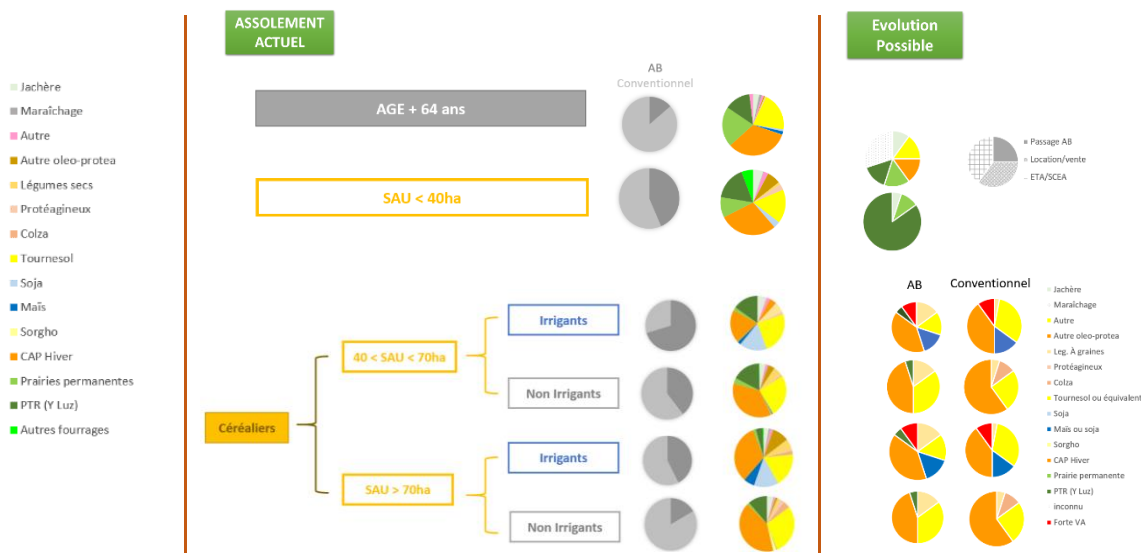 Jachère
Maraîchage
Autre
Autre oleo-protea
Légumes secs
Protéagineux
Colza
Tournesol
Soja
Maïs
Sorgho
CAP Hiver
Prairies permanentes
PTR (Y Luz)
Autres fourrages
ASSOLEMENT
ACTUEL
AB
Conventionnel
AGE + 64 ans
SAU < 40ha
Céréaliers
40 < SAU < 70ha
Irrigants
Non Irrigants
SAU > 70ha
Irrigants
Non Irrigants
Evolution
Possible
Passage AB
Location/vente
ETA/SCEA
AB
Conventionnel
Jachère
Maraîchage
Autre
Autre oleo-protea
Leg. À graines
Protéagineux
Colza
Tournesol ou équivalent
Soja
Maïs ou soja
Sorgho
CAP Hiver
Prairie permanente
PTR (Y Luz)
inconnu
Forte VA